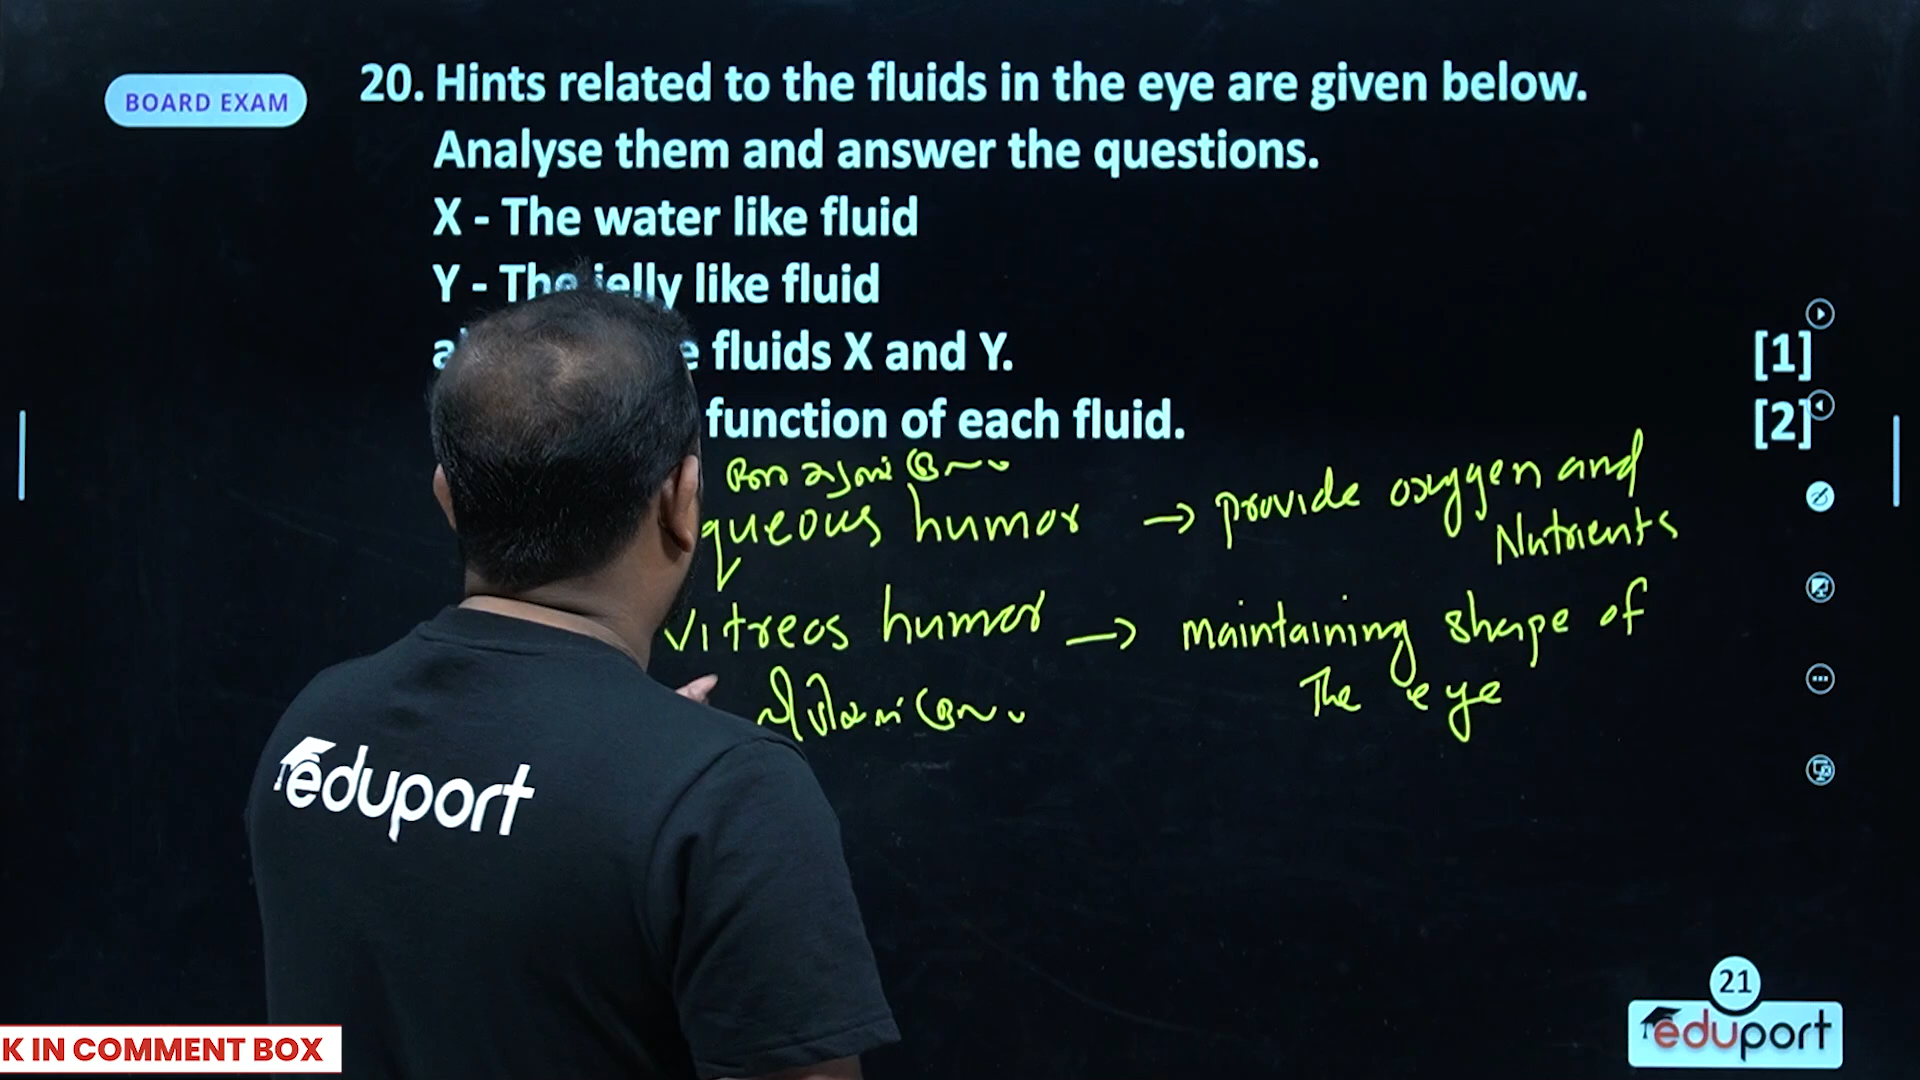 BOARD EXAM
20. Hints related to the fluids in the eye are given below.
Analyse them and answer the questions.
X - The water like fluid
Y - The jelly like fluid
fluids X and Y. [1]
function of each fluid. [2]
queous humor → provide oxygen and
Nutrients
vitreos humor → maintaining shape of
The eye
eduport
21
eduport
K IN COMMENT BOX